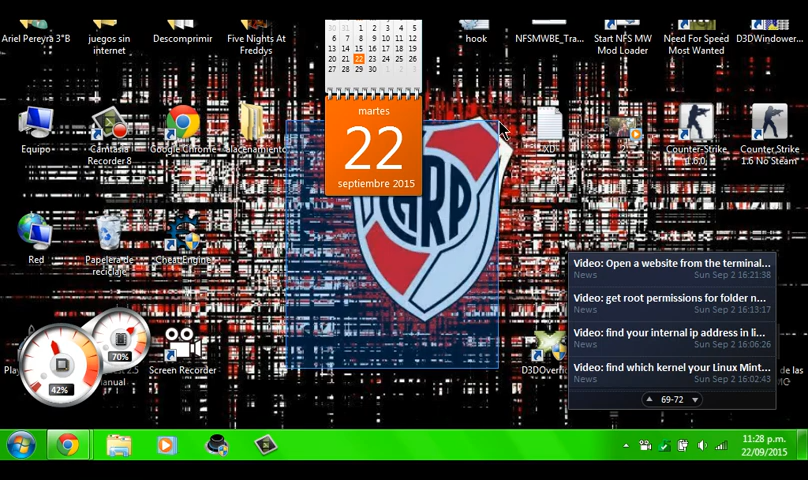 Ariel Pereyra 3°B
juegos sin
internet
Descomprimir
Five Nights At
Freddys
30 31 1 2 3 4 5
6 7 8 9 10 11 12
13 14 15 16 17 18 19
20 21 22 23 24 25 26
27 28 29 30 1 2 3
hook
NFSMWBE_Tra...
Start NFS MW
Mod Loader
Need For Speed
Most Wanted
D3DWindower...
martes
22
septiembre 2015
Equipo
Camtasia
Recorder 8
Google Chrome
alacenamiento
XD
Counter-Strike
1.6.0
Counter Strike
1.6 No Steam
CARP
Red
Papelera de
reciclaje
Cheat Engine
Video: Open a website from the terminal...
News Sun Sep 2 16:21:38
Video: get root permissions for folder n...
News Sun Sep 2 16:13:17
Video: find your internal ip address in li...
News Sun Sep 2 16:06:26
Video: find which kernel your Linux Mint...
News Sun Sep 2 16:02:43
69-72
70%
42%
Screen Recorder
de las
11:28 p.m.
22/09/2015